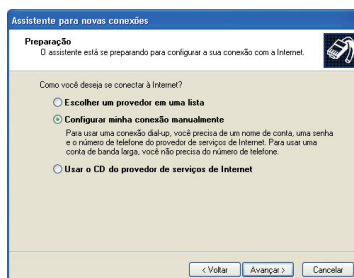 Assistente para novas conexões
Preparação
O assistente está se preparando para configurar a sua conexão com a Internet.
Como você deseja se conectar à Internet?
Escolher um provedor em uma lista
Configurar minha conexão manualmente
Para usar uma conexão dial-up, você precisa de um nome de conta, uma senha
e o número de telefone do provedor de serviços de Internet. Para usar uma
conta de banda larga, você não precisa do número de telefone.
Usar o CD do provedor de serviços de Internet
< Voltar Avançar > Cancelar